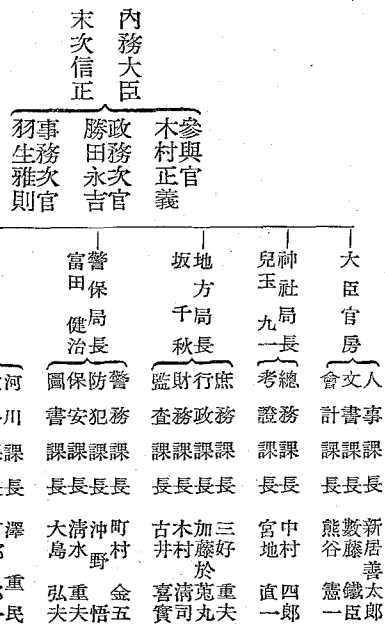 內務大臣
末次信正
參與官
木村正義
政務次官
勝田永吉
事務次官
羽生雅則
大臣官房
人事課長 新居善太郎
文書課長 數藤鐵臣
會計課長 熊谷憲一
神社局長
兒玉九一
總務課長 中村四郎
考證課長 宮地直一
地方局長
坂千秋
庶務課長 三好重夫
行政課長 加藤於菟丸
財務課長 木村清司
監査課長 古井喜實
警保局長
富田健治
警務課長 町村金五
防犯課長 沖野悟
保安課長 清水重夫
圖書課長 大島弘夫
河川課長 澤重民